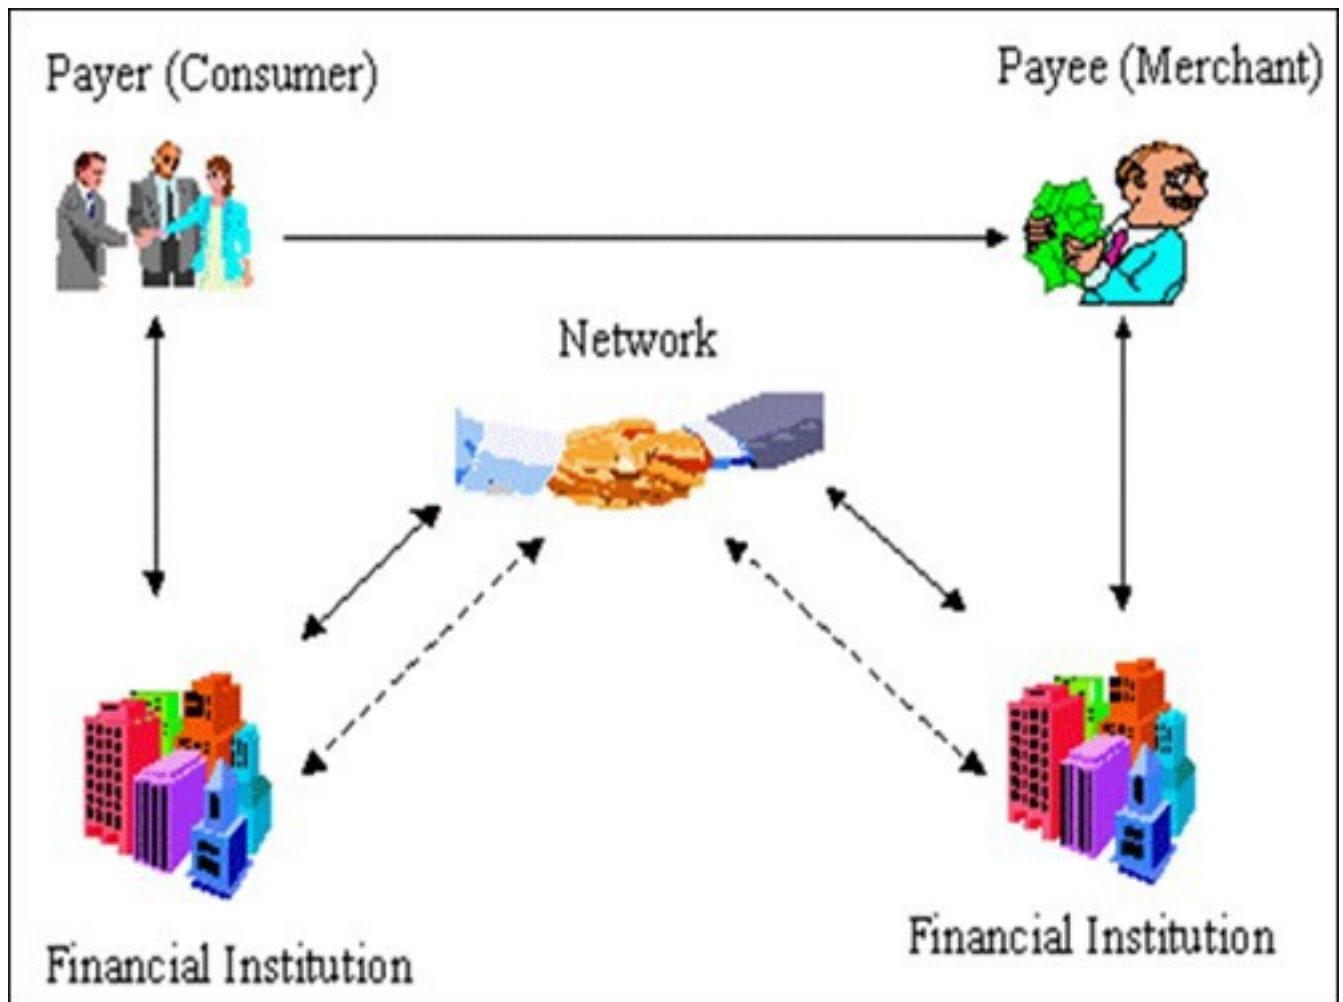 Payer (Consumer)
Payee (Merchant)
Network
Financial Institution
Financial Institution